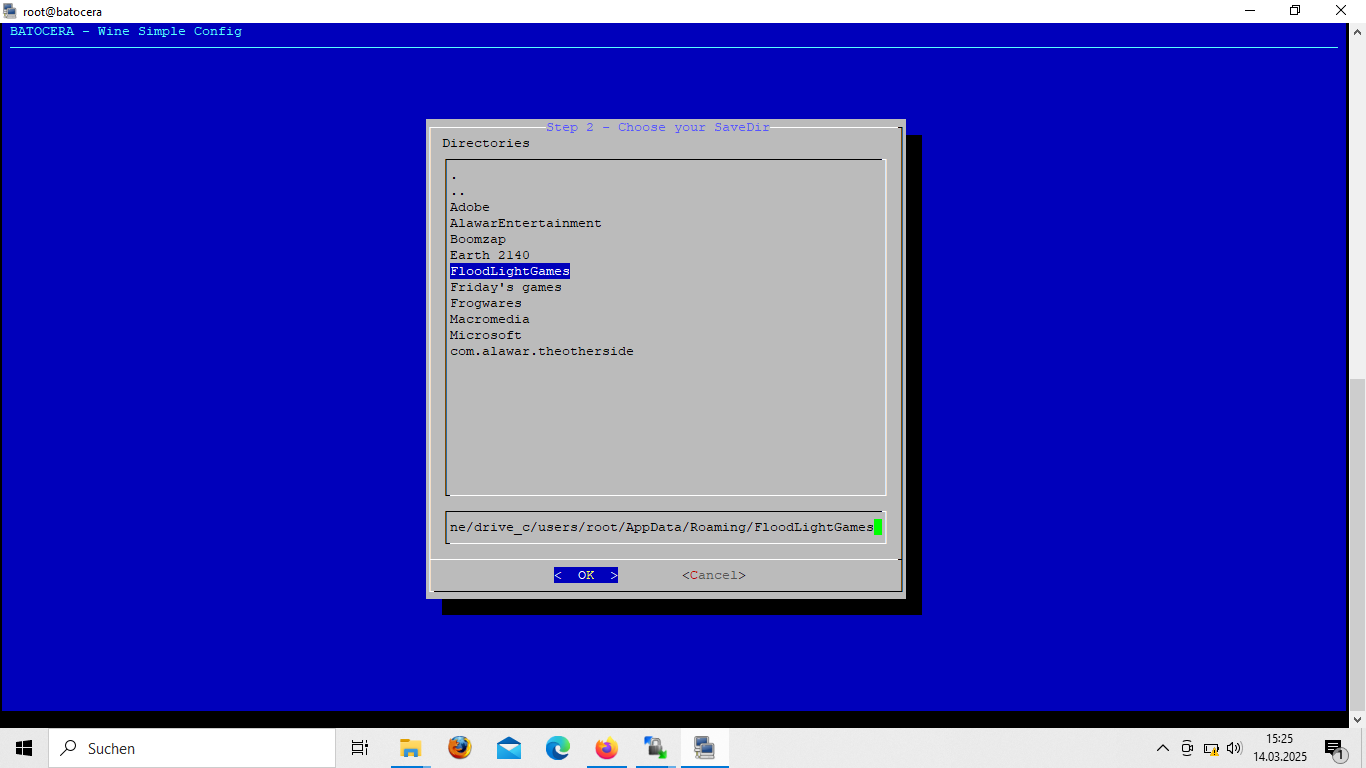 root@batocera
BATOCERA - Wine Simple Config
Step 2 - Choose your SaveDir
Directories
.
..
Adobe
AlawarEntertainment
Boomzap
Earth 2140
FloodLightGames
Friday's games
Frogwares
Macromedia
Microsoft
com.alawar.theotherside
ne/drive_c/users/root/AppData/Roaming/FloodLightGames
< OK > <Cancel>
Suchen
15:25
14.03.2025
1